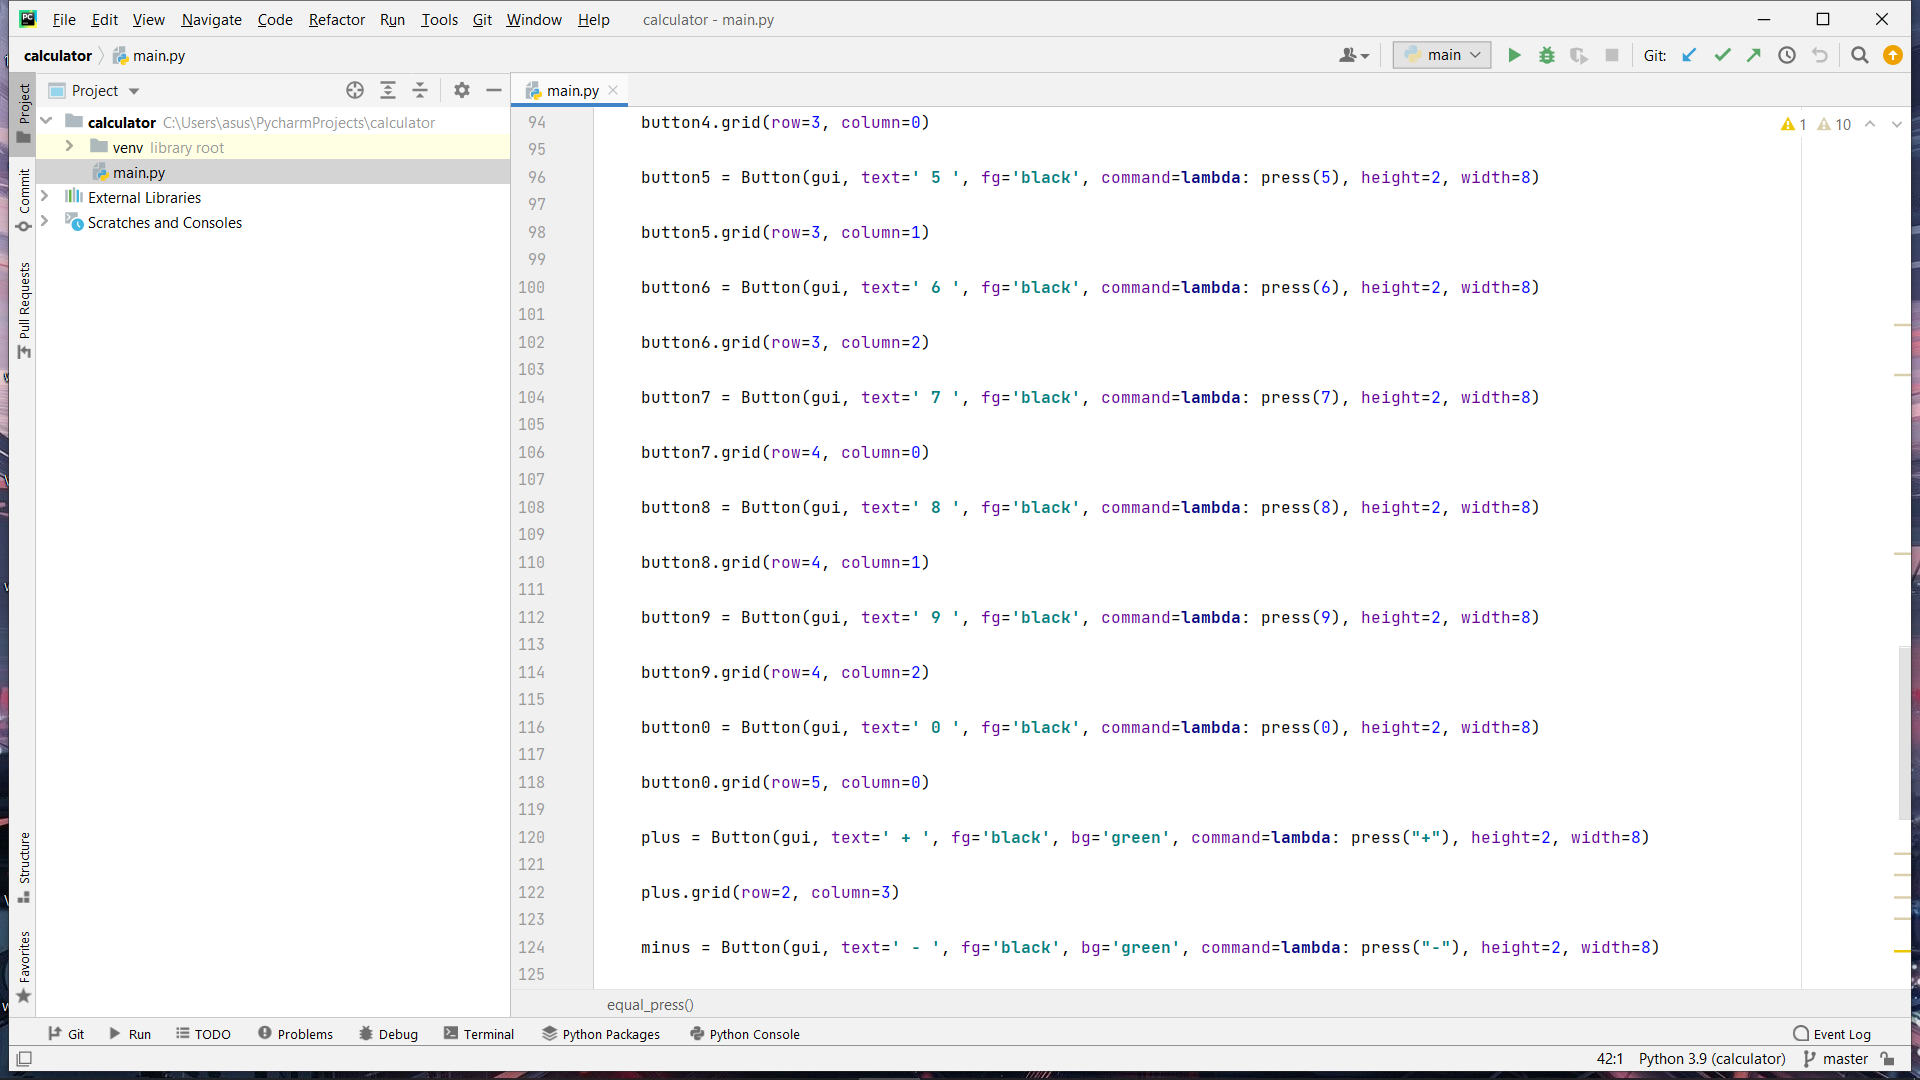 PC File Edit View Navigate Code Refactor Run Tools Git Window Help calculator - main.py
calculator main.py main Git:
Project
main.py
calculator C:\Users\asus\PycharmProjects\calculator
venv library root
main.py
External Libraries
Scratches and Consoles
Project
Commit
Pull Requests
Structure
Favorites
1 10
94 button4.grid(row=3, column=0)
95
96 button5 = Button(gui, text=' 5 ', fg='black', command=lambda: press(5), height=2, width=8)
97
98 button5.grid(row=3, column=1)
99
100 button6 = Button(gui, text=' 6 ', fg='black', command=lambda: press(6), height=2, width=8)
101
102 button6.grid(row=3, column=2)
103
104 button7 = Button(gui, text=' 7 ', fg='black', command=lambda: press(7), height=2, width=8)
105
106 button7.grid(row=4, column=0)
107
108 button8 = Button(gui, text=' 8 ', fg='black', command=lambda: press(8), height=2, width=8)
109
110 button8.grid(row=4, column=1)
111
112 button9 = Button(gui, text=' 9 ', fg='black', command=lambda: press(9), height=2, width=8)
113
114 button9.grid(row=4, column=2)
115
116 button0 = Button(gui, text=' 0 ', fg='black', command=lambda: press(0), height=2, width=8)
117
118 button0.grid(row=5, column=0)
119
120 plus = Button(gui, text=' + ', fg='black', bg='green', command=lambda: press("+"), height=2, width=8)
121
122 plus.grid(row=2, column=3)
123
124 minus = Button(gui, text=' - ', fg='black', bg='green', command=lambda: press("-"), height=2, width=8)
125
equal_press()
Git Run TODO Problems Debug Terminal Python Packages Python Console Event Log
42:1 Python 3.9 (calculator) master